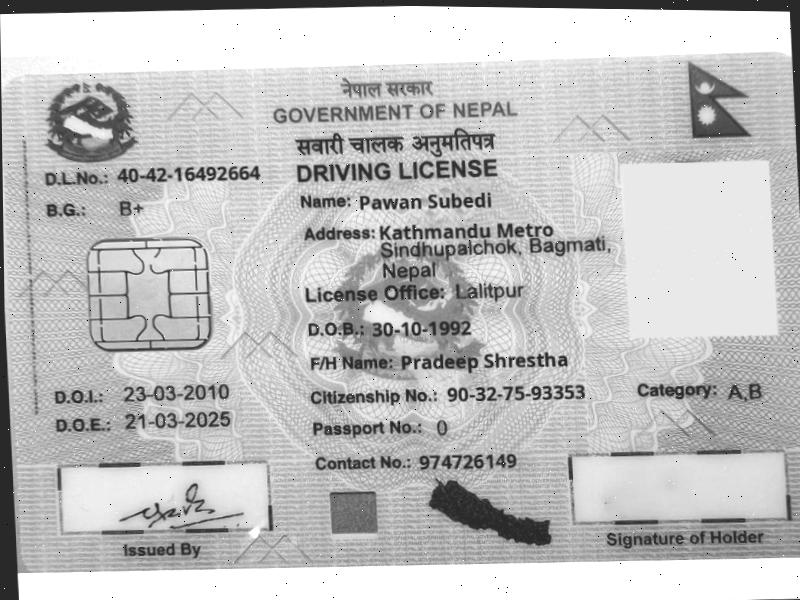 नेपाल सरकार
GOVERNMENT OF NEPAL
सवारी चालक अनुमतिपत्र
DRIVING LICENSE
D.L.No.: 40-42-16492664
B.G.: B+
Name: Pawan Subedi
Address: Kathmandu Metro
Sindhupalchok, Bagmati,
Nepal
License Office: Lalitpur
D.O.B.: 30-10-1992
F/H Name: Pradeep Shrestha
D.O.I.: 23-03-2010
Citizenship No.: 90-32-75-93353
Category: A,B
D.O.E.: 21-03-2025
Passport No.: 0
Contact No.: 974726149
Issued By
Signature of Holder